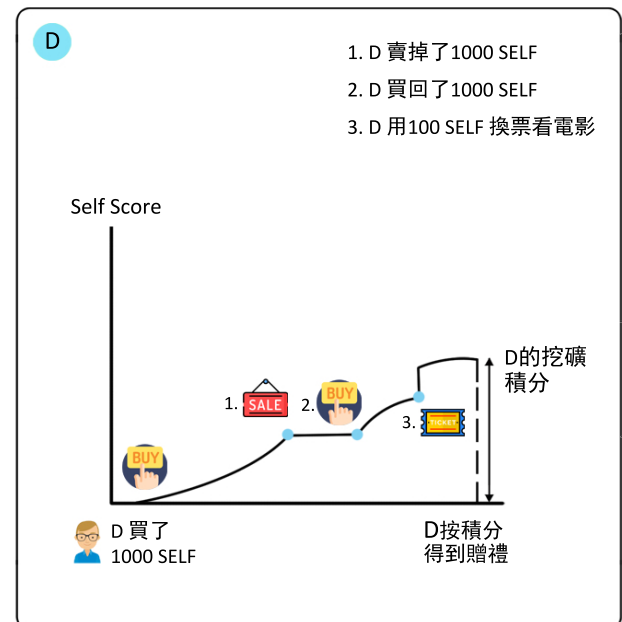 D
1. D 賣掉了1000 SELF
2. D 買回了1000 SELF
3. D 用100 SELF 換票看電影
Self Score
D的挖礦
積分
1.
SALE
2.
BUY
3.
TICKET
BUY
D 買了
1000 SELF
D按積分
得到贈禮